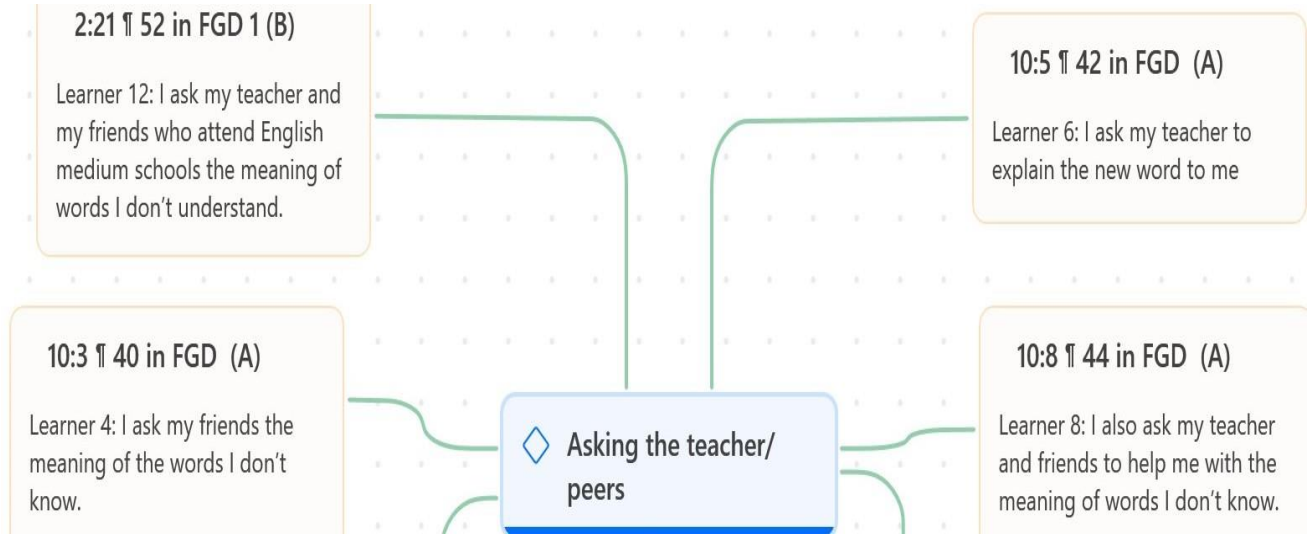 2:21 ¶ 52 in FGD 1 (B)
Learner 12: I ask my teacher and
my friends who attend English
medium schools the meaning of
words I don't understand.
10:5 ¶ 42 in FGD (A)
Learner 6: I ask my teacher to
explain the new word to me
10:3 ¶ 40 in FGD (A)
Learner 4: I ask my friends the
meaning of the words I don't
know.
Asking the teacher/
peers
10:8 ¶ 44 in FGD (A)
Learner 8: I also ask my teacher
and friends to help me with the
meaning of words I don't know.